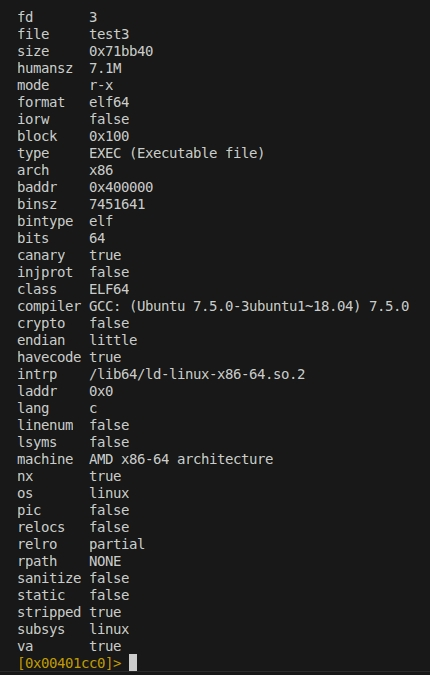 fd       3
file     test3
size     0x71bb40
humansz  7.1M
mode     r-x
format   elf64
iorw     false
block    0x100
type     EXEC (Executable file)
arch     x86
baddr    0x400000
binsz    7451641
bintype  elf
bits     64
canary   true
injprot  false
class    ELF64
compiler GCC: (Ubuntu 7.5.0-3ubuntu1~18.04) 7.5.0
crypto   false
endian   little
havecode true
intrp    /lib64/ld-linux-x86-64.so.2
laddr    0x0
lang     c
linenum  false
lsyms    false
machine  AMD x86-64 architecture
nx       true
os       linux
pic      false
relocs   false
relro    partial
rpath    NONE
sanitize false
static   false
stripped true
subsys   linux
va       true
[0x00401cc0]>